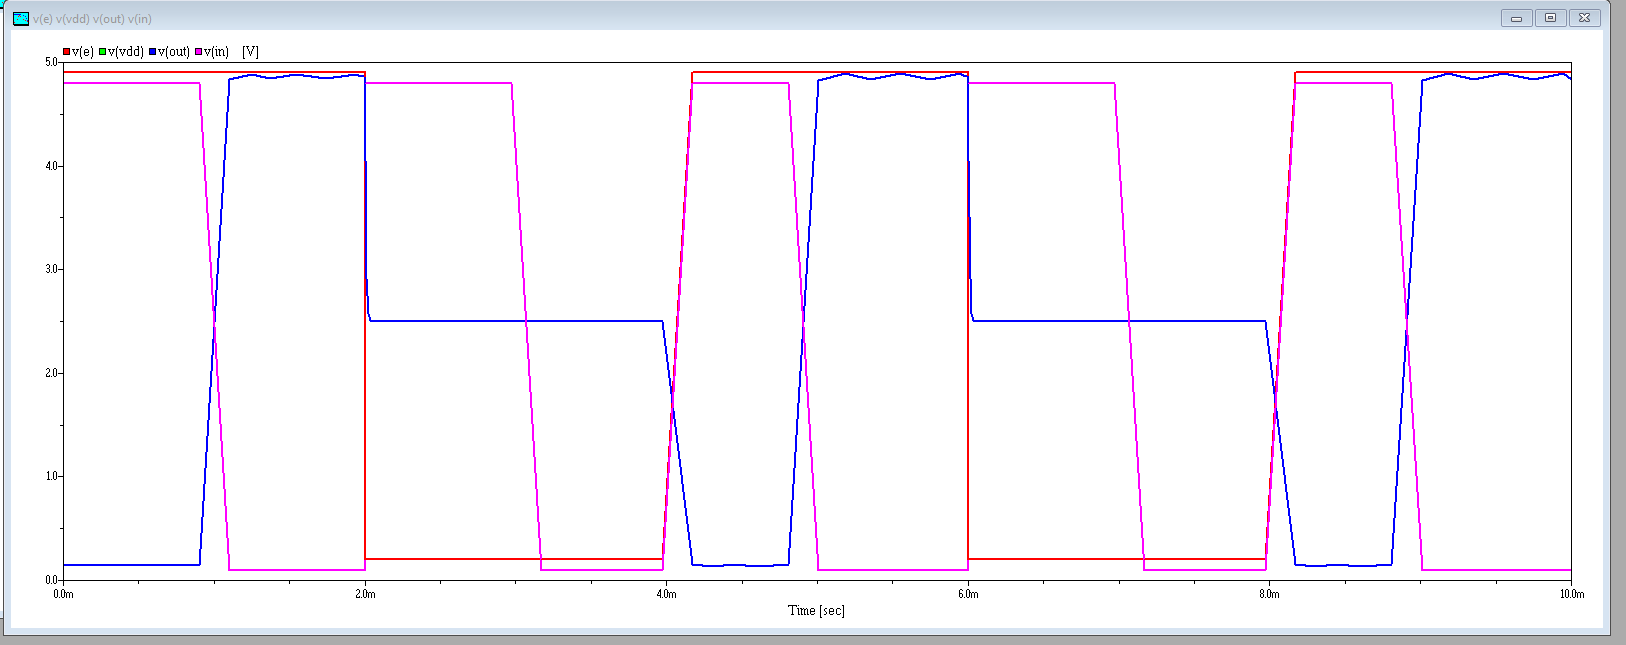 v(e) v(vdd) v(out) v(in)
v(e) v(vdd) v(out) v(in) [V]
5.0
4.0
3.0
2.0
1.0
0.0
0.0m 2.0m 4.0m 6.0m 8.0m 10.0m
Time [sec]